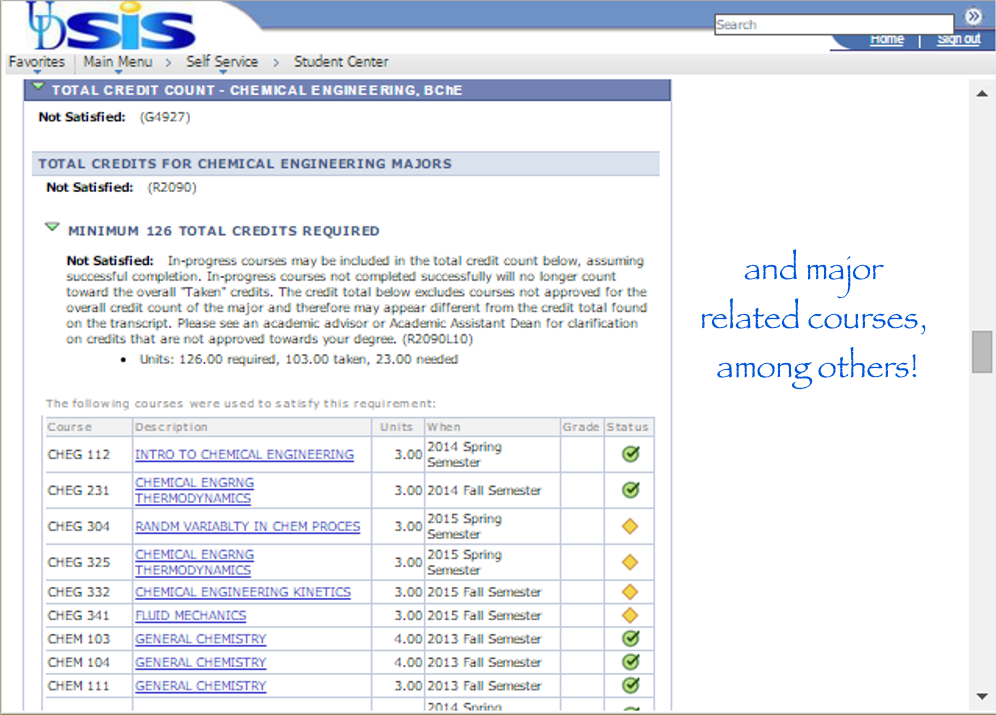 UDSIS
Search
Home | Sign out
Favorites | Main Menu > Self Service > Student Center
TOTAL CREDIT COUNT - CHEMICAL ENGINEERING, BChE
Not Satisfied: (G4927)
TOTAL CREDITS FOR CHEMICAL ENGINEERING MAJORS
Not Satisfied: (R2090)
MINIMUM 126 TOTAL CREDITS REQUIRED
Not Satisfied: In-progress courses may be included in the total credit count below, assuming
successful completion. In-progress courses not completed successfully will no longer count
toward the overall "Taken" credits. The credit total below excludes courses not approved for the
overall credit count of the major and therefore may appear different from the credit total found
on the transcript. Please see an academic advisor or Academic Assistant Dean for clarification
on credits that are not approved towards your degree. (R2090L10)
• Units: 126.00 required, 103.00 taken, 23.00 needed
The following courses were used to satisfy this requirement:
Course Description Units When Grade Status
CHEG 112 INTRO TO CHEMICAL ENGINEERING 3.00 2014 Spring
Semester
CHEG 231 CHEMICAL ENGRNG
THERMODYNAMICS 3.00 2014 Fall Semester
CHEG 304 RANDM VARIABLTY IN CHEM PROCES 3.00 2015 Spring
Semester
CHEG 325 CHEMICAL ENGRNG
THERMODYNAMICS 3.00 2015 Spring
Semester
CHEG 332 CHEMICAL ENGINEERING KINETICS 3.00 2015 Fall Semester
CHEG 341 FLUID MECHANICS 3.00 2015 Fall Semester
CHEM 103 GENERAL CHEMISTRY 4.00 2013 Fall Semester
CHEM 104 GENERAL CHEMISTRY 4.00 2013 Fall Semester
CHEM 111 GENERAL CHEMISTRY 3.00 2013 Fall Semester
2014 Spring
and major
related courses,
among others!